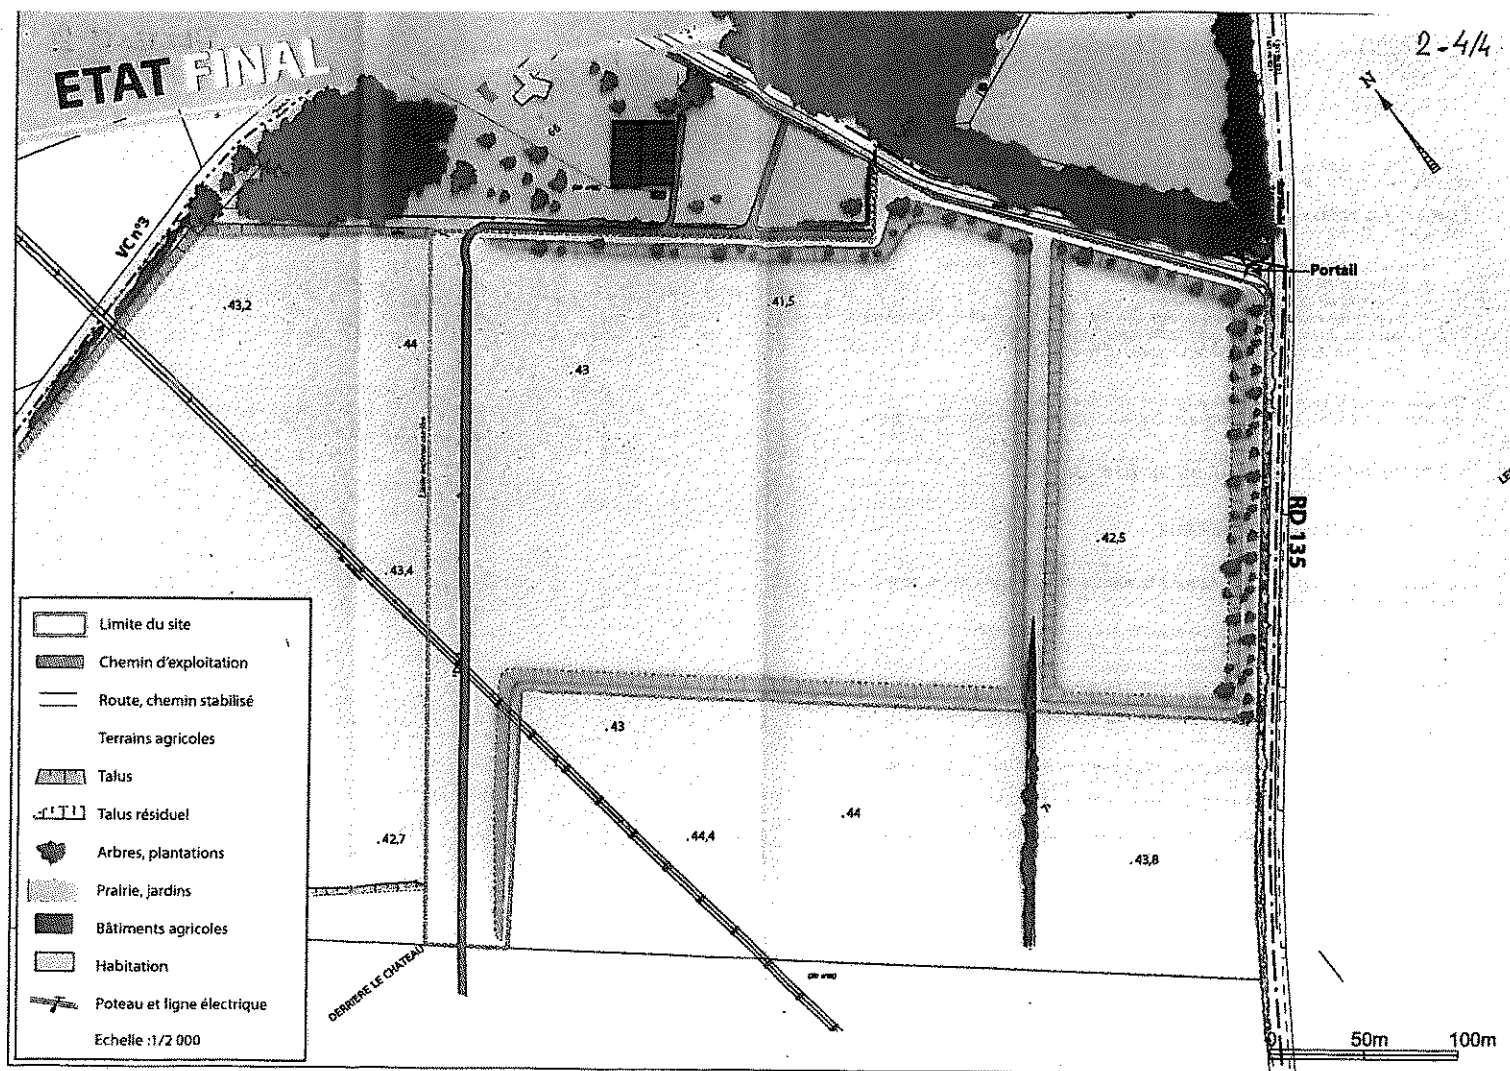 ETAT FINAL
2-4/4
N
VC n°3
Portail
.43,2
41,5
.44
.43
.43,4
.42,5
RD 135
Limite du site
Chemin d'exploitation
Route, chemin stabilisé
Terrains agricoles
Talus
Talus résiduel
Arbres, plantations
Prairie, jardins
Bâtiments agricoles
Habitation
Poteau et ligne électrique
Echelle :1/2 000
.43
.44
.42,7
.44,4
.43,8
DERRIERE LE CHATEAU
0 50m 100m